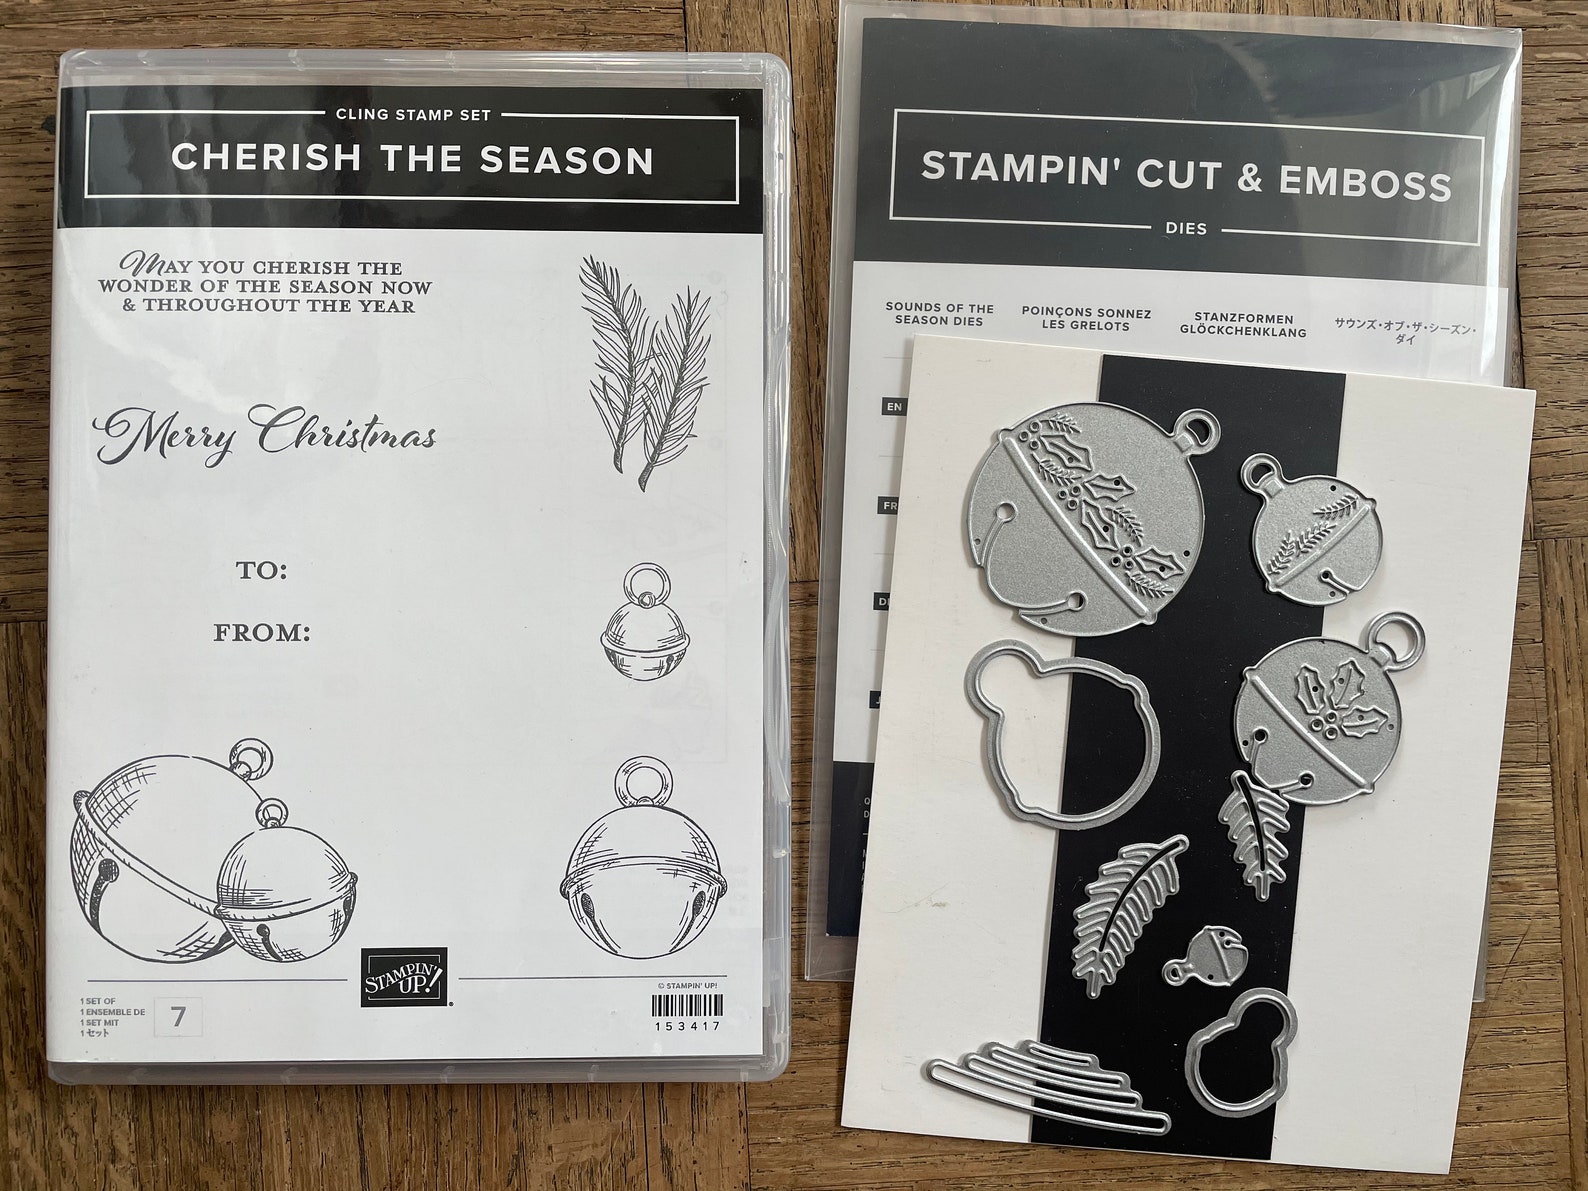 CLING STAMP SET
CHERISH THE SEASON
MAY YOU CHERISH THE
WONDER OF THE SEASON NOW
& THROUGHOUT THE YEAR
Merry Christmas
TO:
FROM:
STAMPIN' UP!
1 SET OF
1 ENSEMBLE DE
1 SET MIT
1セット
7
© STAMPIN' UP!
153417
STAMPIN' CUT & EMBOSS
DIES
SOUNDS OF THE
SEASON DIES
POINÇONS SONNEZ
LES GRELOTS
STANZFORMEN
GLÖCKCHENKLANG
サウンズ・オブ・ザ・シーズン・
ダイ
EN
FR